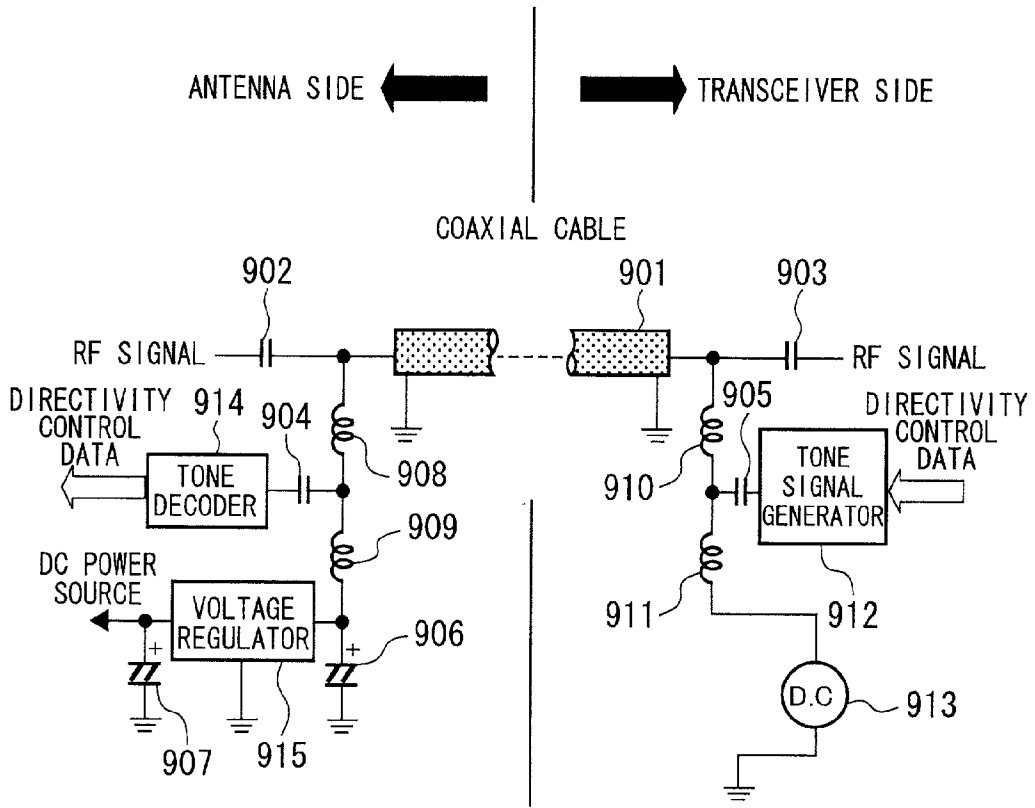 ANTENNA SIDE
TRANSCEIVER SIDE
COAXIAL CABLE
902
901
903
RF SIGNAL
RF SIGNAL
DIRECTIVITY
CONTROL
DATA
914
904
905
DIRECTIVITY
CONTROL
DATA
TONE
DECODER
908
910
TONE
SIGNAL
GENERATOR
909
DC POWER
SOURCE
VOLTAGE
REGULATOR
911
912
+
+
906
907
915
D.C
913